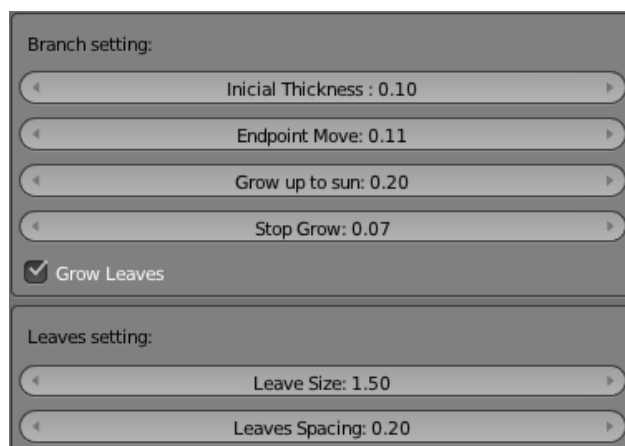 Branch setting:
Inicial Thickness : 0.10
Endpoint Move: 0.11
Grow up to sun: 0.20
Stop Grow: 0.07
Grow Leaves
Leaves setting:
Leave Size: 1.50
Leaves Spacing: 0.20